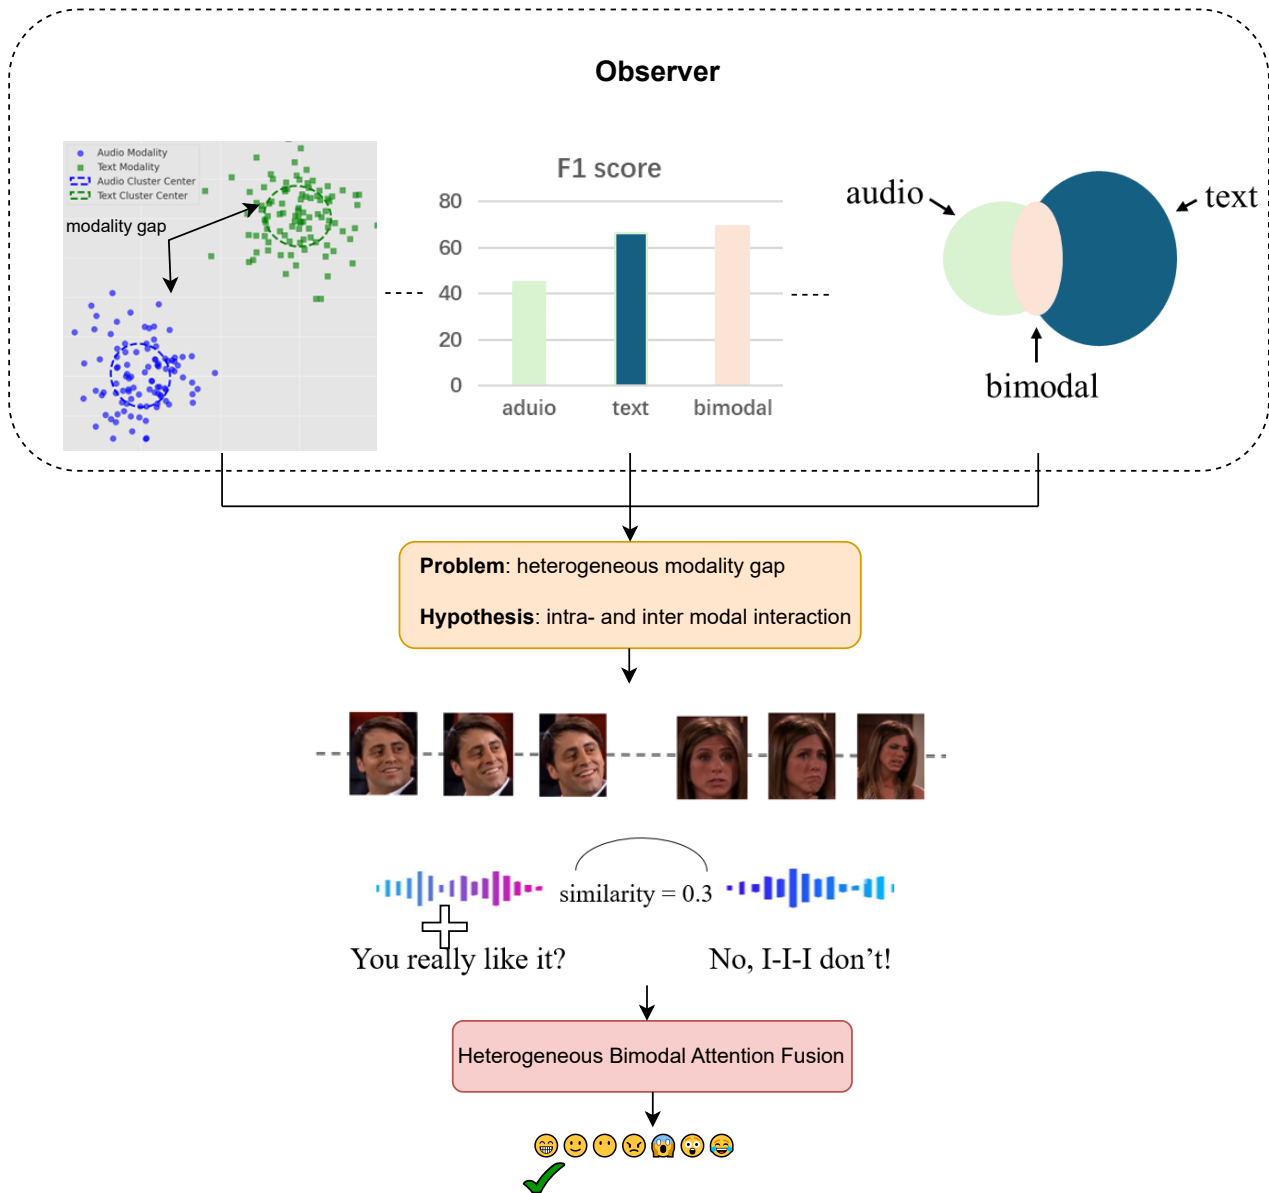 Observer
Audio Modality
Text Modality
Audio Cluster Center
Text Cluster Center
modality gap
F1 score
80
60
40
20
0
aduio
text
bimodal
audio
text
bimodal
Problem: heterogeneous modality gap
Hypothesis: intra- and inter modal interaction
similarity = 0.3
You really like it?
No, I-I-I don’t!
Heterogeneous Bimodal Attention Fusion